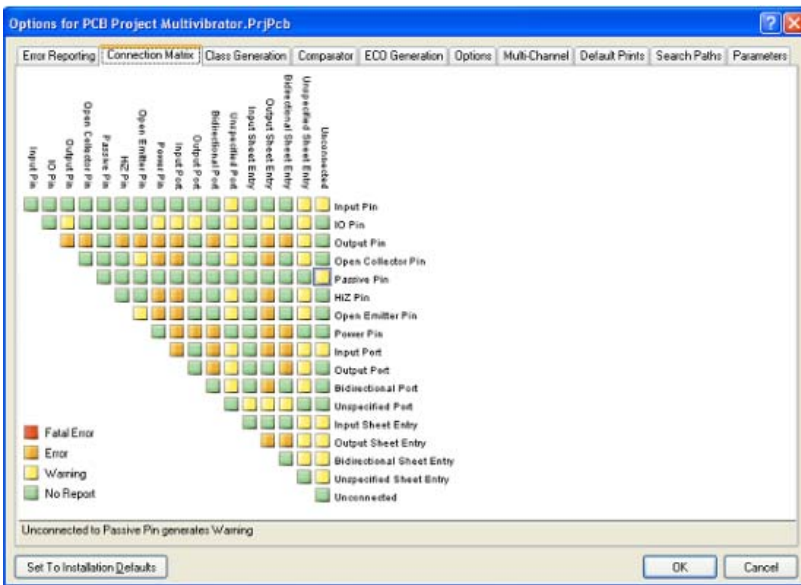 Options for PCB Project Multivibrator.PrjPcb
Error Reporting
Connection Matrix
Class Generation
Comparator
ECO Generation
Options
Multi-Channel
Default Prints
Search Paths
Parameters
Input Pin
IO Pin
Output Pin
Open Collector Pin
Passive Pin
HiZ Pin
Open Emitter Pin
Power Pin
Input Port
Output Port
Bidirectional Port
Unspecified Port
Input Sheet Entry
Output Sheet Entry
Bidirectional Sheet Entry
Unspecified Sheet Entry
Unconnected
Input Pin
IO Pin
Output Pin
Open Collector Pin
Passive Pin
HiZ Pin
Open Emitter Pin
Power Pin
Input Port
Output Port
Bidirectional Port
Unspecified Port
Input Sheet Entry
Output Sheet Entry
Bidirectional Sheet Entry
Unspecified Sheet Entry
Unconnected
Fatal Error
Error
Warning
No Report
Unconnected to Passive Pin generates Warning
Set To Installation Defaults
OK
Cancel